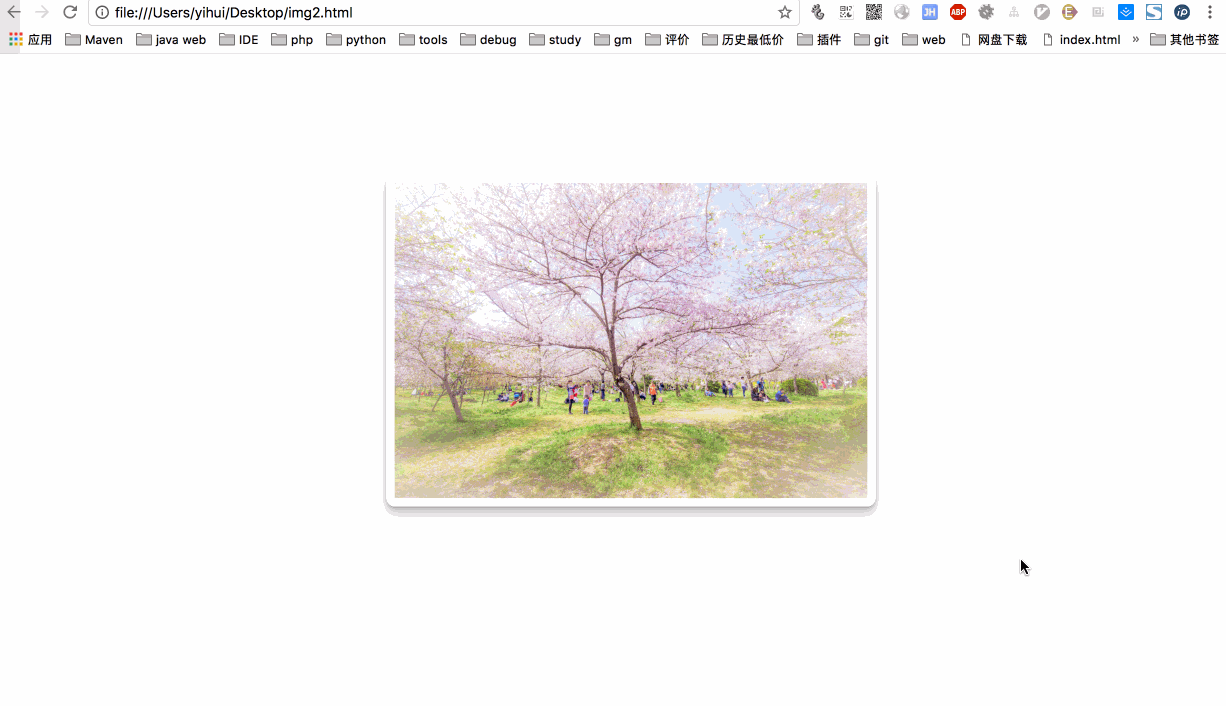 file:///Users/yihui/Desktop/img2.html
JH ABP E S iP
应用 Maven java web IDE php python tools debug study gm 评价 历史最低价 插件 git web 网盘下载 index.html » 其他书签